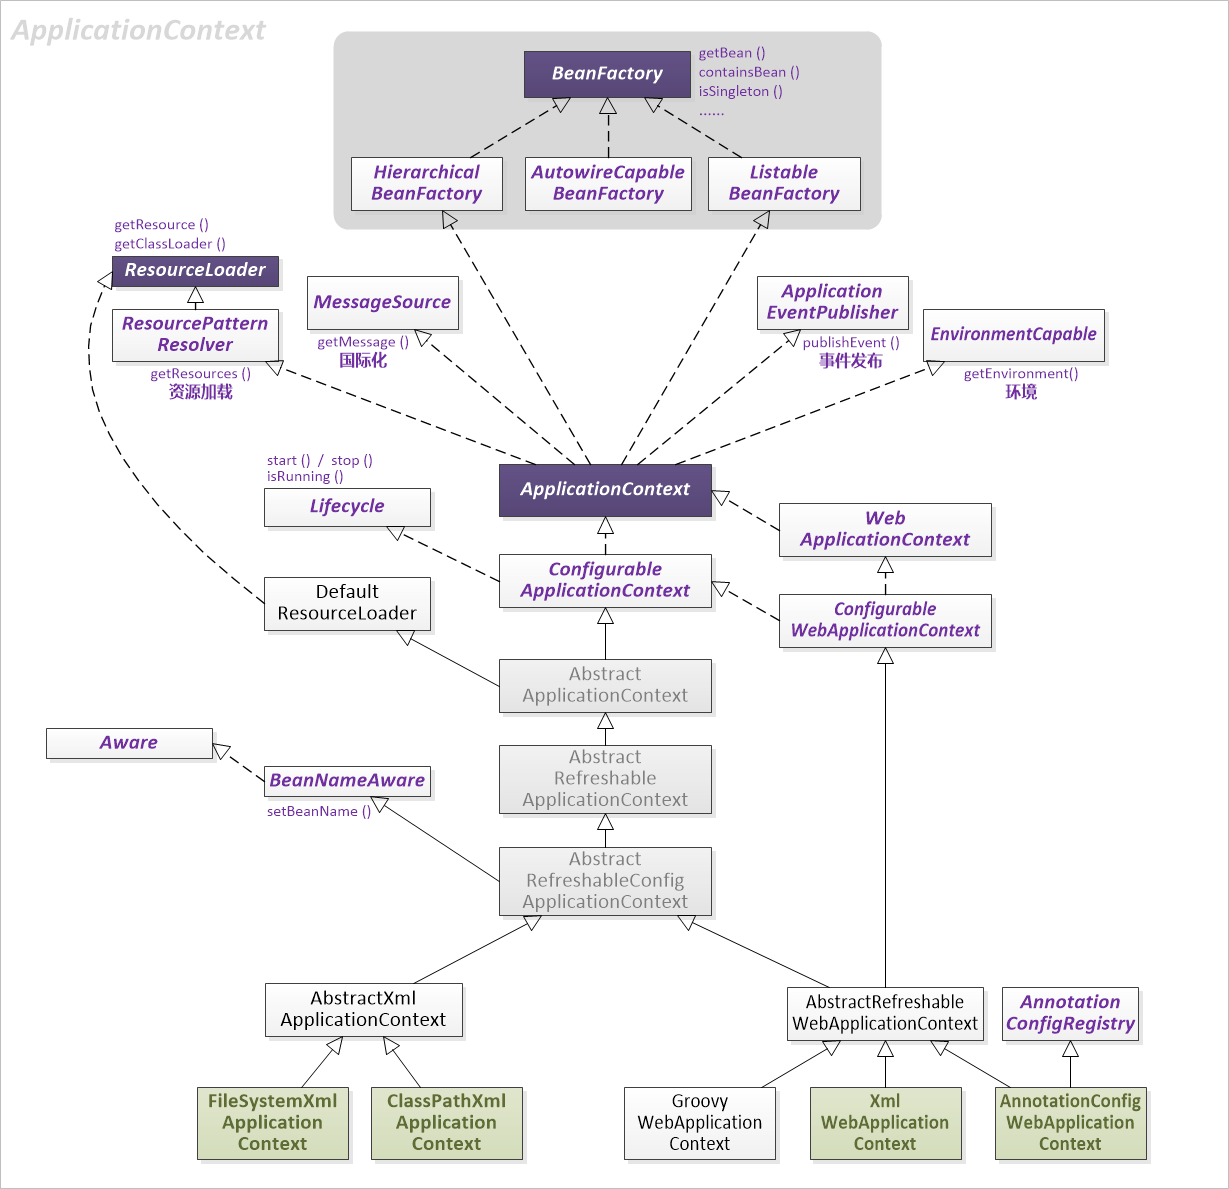 ApplicationContext
BeanFactory
getBean ()
containsBean ()
isSingleton ()
......
Hierarchical
BeanFactory
AutowireCapable
BeanFactory
Listable
BeanFactory
getResource ()
getClassLoader ()
ResourceLoader
ResourcePattern
Resolver
getResources ()
资源加载
MessageSource
getMessage ()
国际化
Application
EventPublisher
publishEvent ()
事件发布
EnvironmentCapable
getEnvironment()
环境
start () / stop ()
isRunning ()
Lifecycle
ApplicationContext
Web
ApplicationContext
Configurable
ApplicationContext
Default
ResourceLoader
Configurable
WebApplicationContext
Abstract
ApplicationContext
Aware
BeanNameAware
setBeanName ()
Abstract
Refreshable
ApplicationContext
Abstract
RefreshableConfig
ApplicationContext
AbstractXml
ApplicationContext
AbstractRefreshable
WebApplicationContext
Annotation
ConfigRegistry
FileSystemXml
Application
Context
ClassPathXml
Application
Context
Groovy
WebApplication
Context
Xml
WebApplication
Context
AnnotationConfig
WebApplication
Context